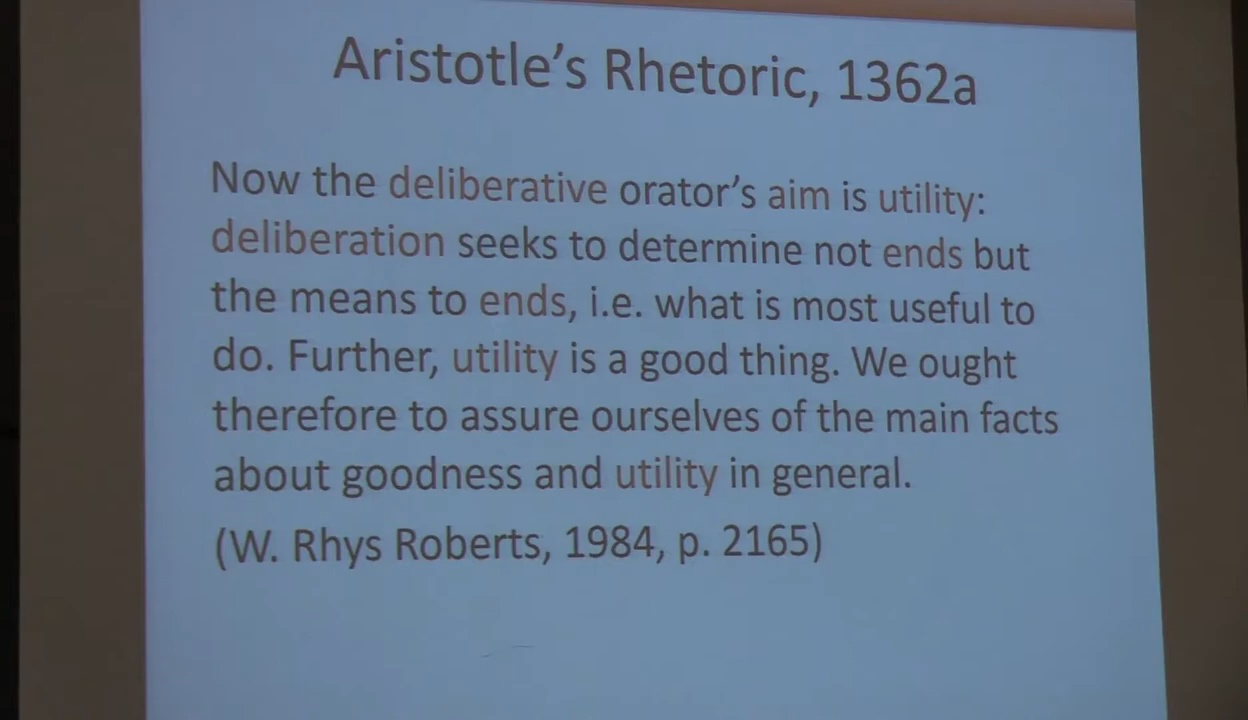 Aristotle's Rhetoric, 1362a
Now the deliberative orator's aim is utility:
deliberation seeks to determine not ends but
the means to ends, i.e. what is most useful to
do. Further, utility is a good thing. We ought
therefore to assure ourselves of the main facts
about goodness and utility in general.
(W. Rhys Roberts, 1984, p. 2165)